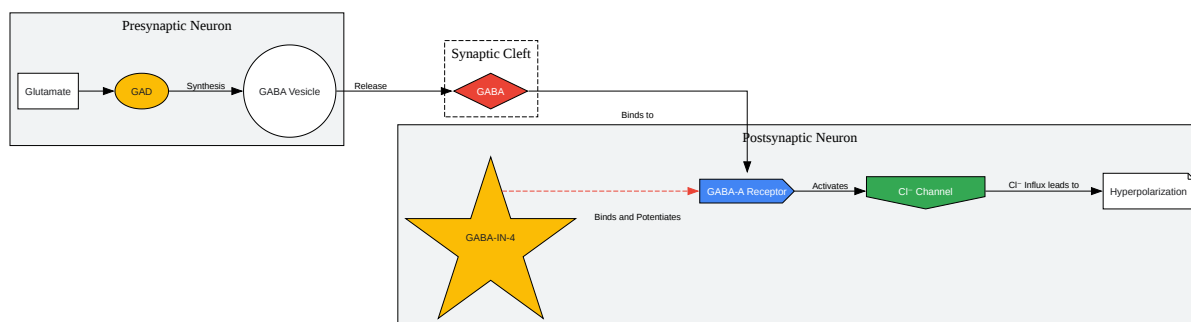 Presynaptic Neuron
Glutamate
GAD
Synthesis
GABA Vesicle
Release
Synaptic Cleft
GABA
Binds to
Postsynaptic Neuron
GABA-IN-4
Binds and Potentiates
GABA-A Receptor
Activates
Cl⁻ Channel
Cl⁻ Influx leads to
Hyperpolarization